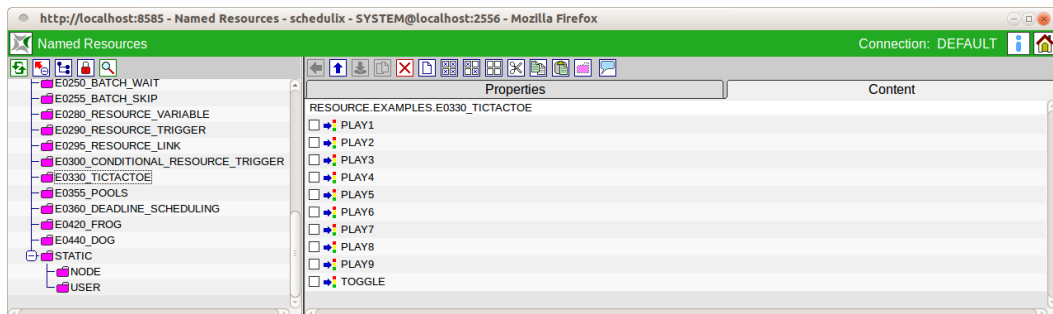 http://localhost:8585 - Named Resources - schedulix - SYSTEM@localhost:2556 - Mozilla Firefox
Named Resources
Connection: DEFAULT
E0250_BATCH_WAIT
E0255_BATCH_SKIP
E0280_RESOURCE_VARIABLE
E0290_RESOURCE_TRIGGER
E0295_RESOURCE_LINK
E0300_CONDITIONAL_RESOURCE_TRIGGER
E0330_TICTACTOE
E0355_POOLS
E0360_DEADLINE_SCHEDULING
E0420_FROG
E0440_DOG
STATIC
NODE
USER
Properties
Content
RESOURCE.EXAMPLES.E0330_TICTACTOE
PLAY1
PLAY2
PLAY3
PLAY4
PLAY5
PLAY6
PLAY7
PLAY8
PLAY9
TOGGLE